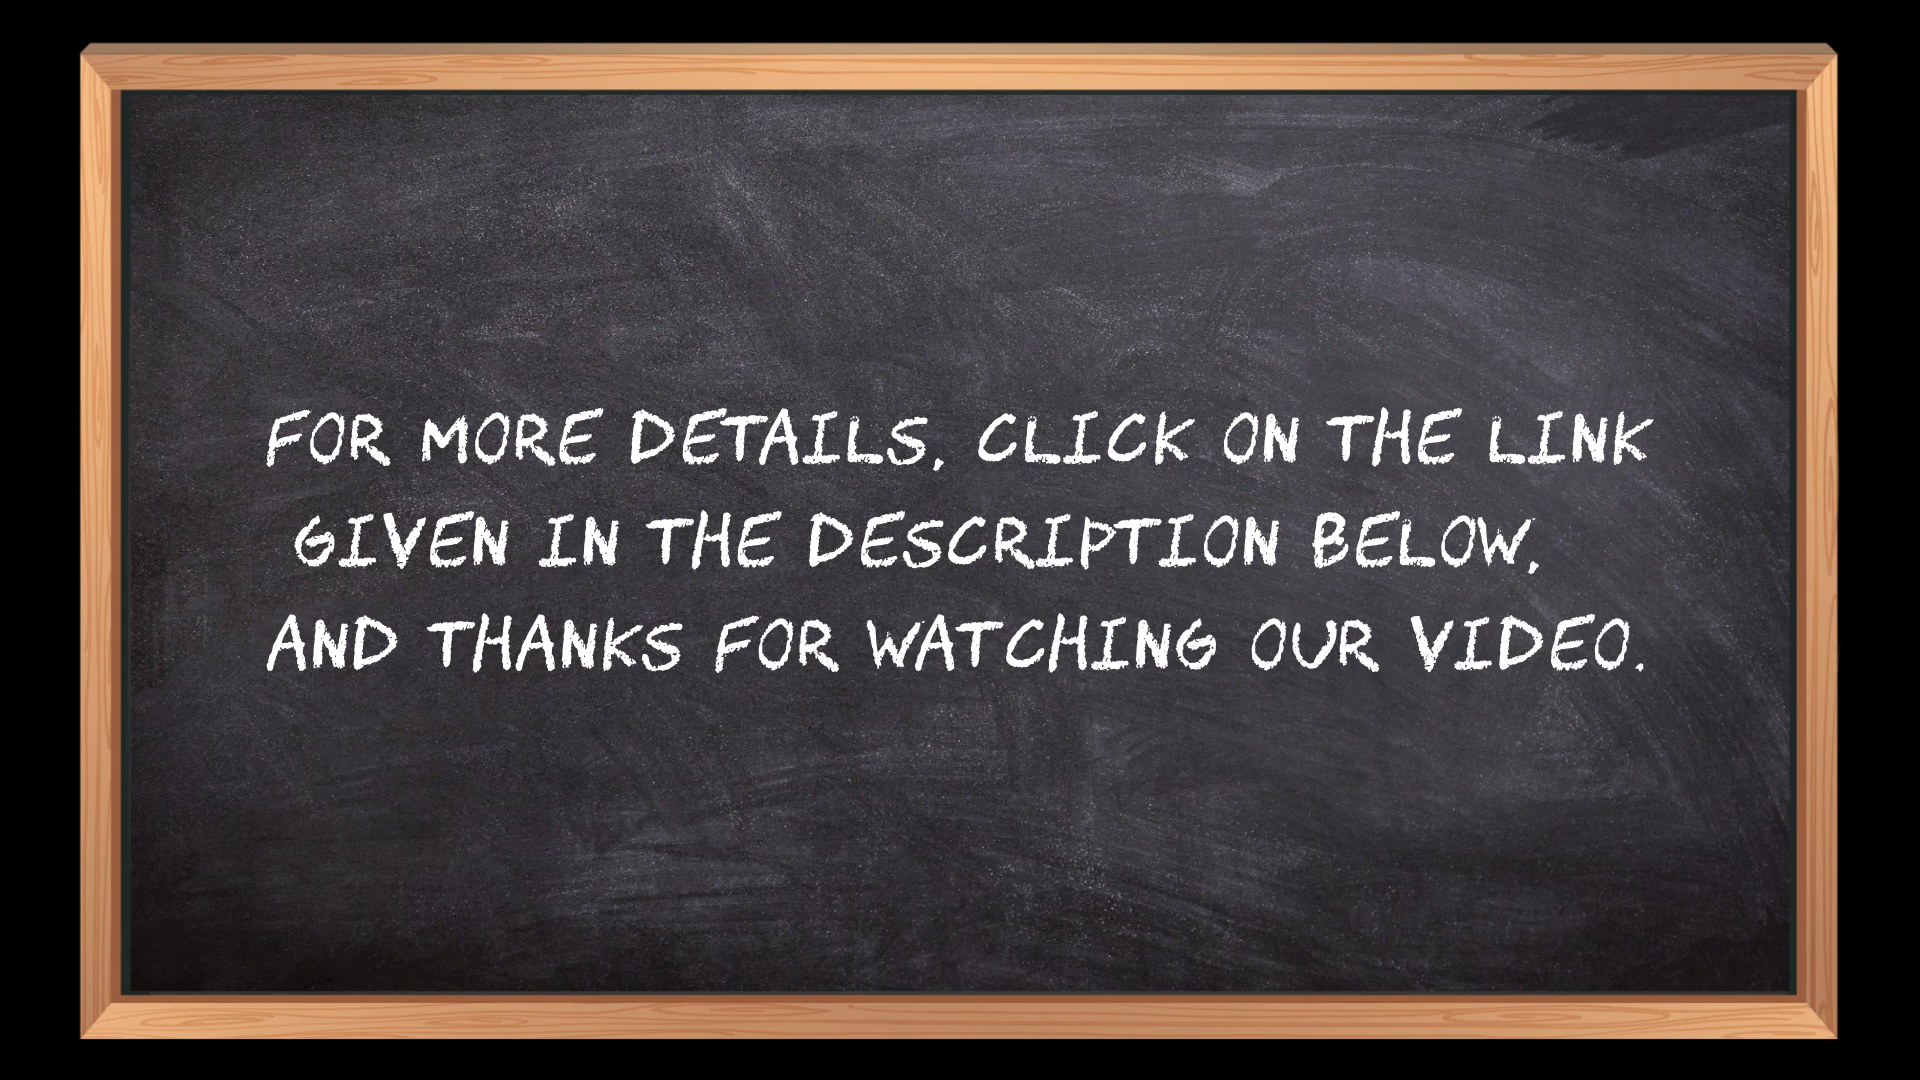 FOR MORE DETAILS, CLICK ON THE LINK
GIVEN IN THE DESCRIPTION BELOW,
AND THANKS FOR WATCHING OUR VIDEO.